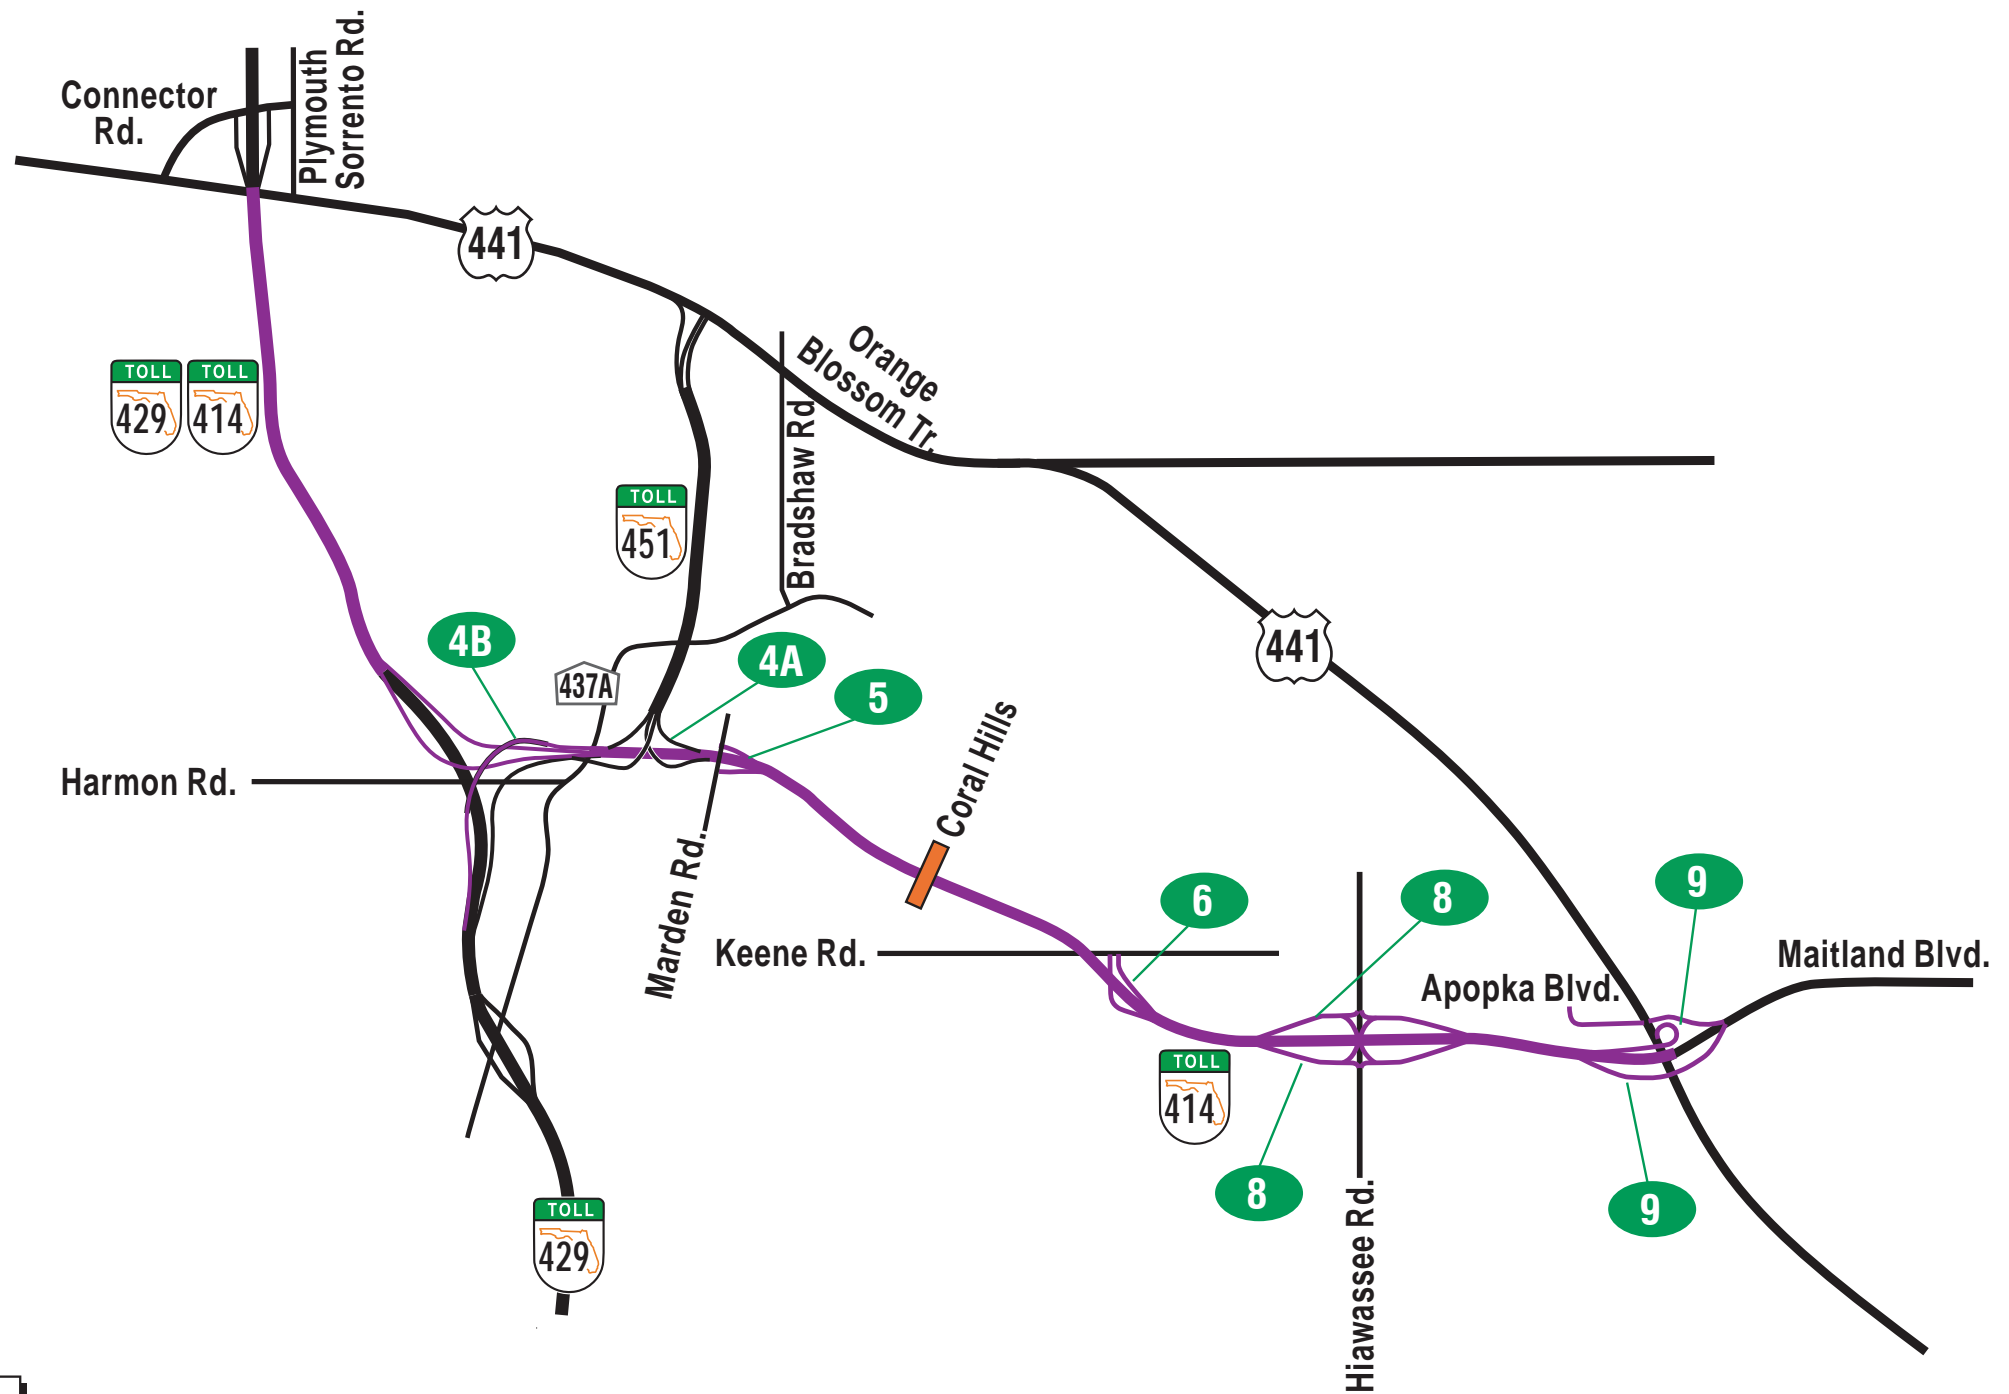 Connector
Rd.
Plymouth
Sorrento Rd.
441
TOLL
429
TOLL
414
Orange
Blossom Tr.
Bradshaw Rd
TOLL
451
4B
4A
5
437A
441
Coral Hills
Harmon Rd.
Marden Rd.
6
8
9
Keene Rd.
Apopka Blvd.
Maitland Blvd.
TOLL
414
8
9
TOLL
429
Hiawassee Rd.